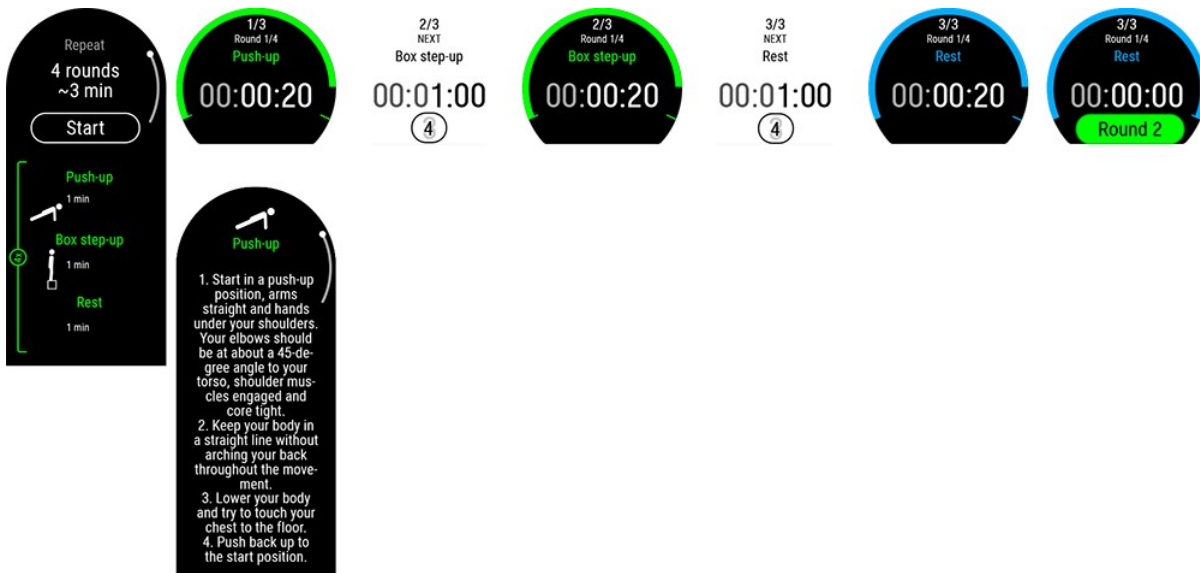 Repeat
4 rounds
~3 min
Start
Push-up
1 min
Box step-up
1 min
Rest
1 min
4x
1/3
Round 1/4
Push-up
00:00:20
2/3
NEXT
Box step-up
00:01:00
4
2/3
Round 1/4
Box step-up
00:00:20
3/3
NEXT
Rest
00:01:00
4
3/3
Round 1/4
Rest
00:00:20
3/3
Round 1/4
Rest
00:00:00
Round 2
Push-up
1. Start in a push-up
position, arms
straight and hands
under your shoulders.
Your elbows should
be at about a 45-de-
gree angle to your
torso, shoulder mus-
cles engaged and
core tight.
2. Keep your body in
a straight line without
arching your back
throughout the move-
ment.
3. Lower your body
and try to touch your
chest to the floor.
4. Push back up to
the start position.